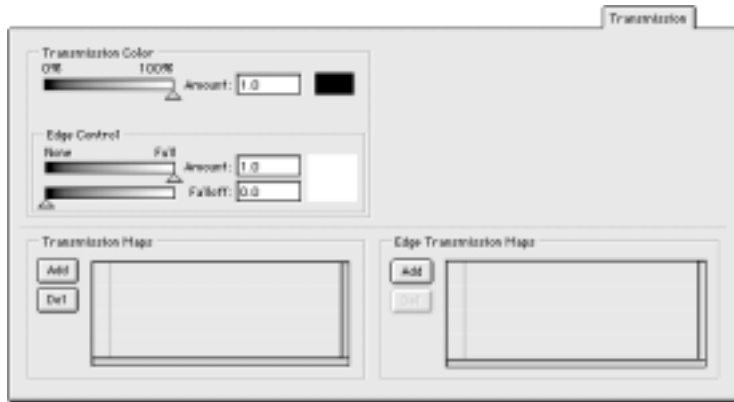 Transmission
Transmission Color
0% 100%
Amount: 1.0
Edge Control
None Full
Amount: 1.0
Falloff: 0.0
Transmission Maps
Edge Transmission Maps
Add
Del
Add
Del